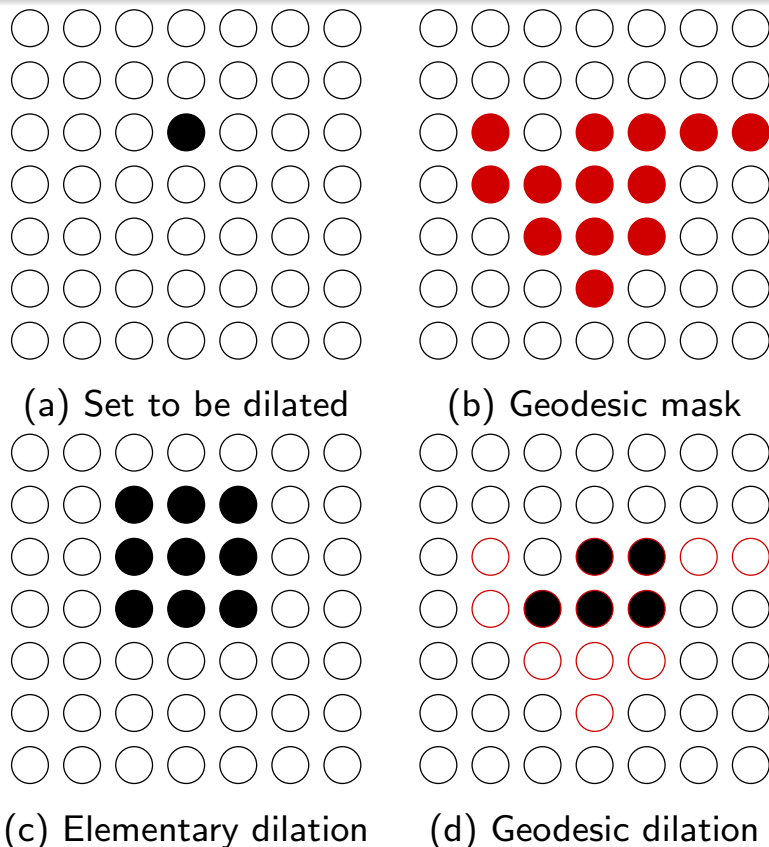 (a) Set to be dilated
(b) Geodesic mask
(c) Elementary dilation
(d) Geodesic dilation